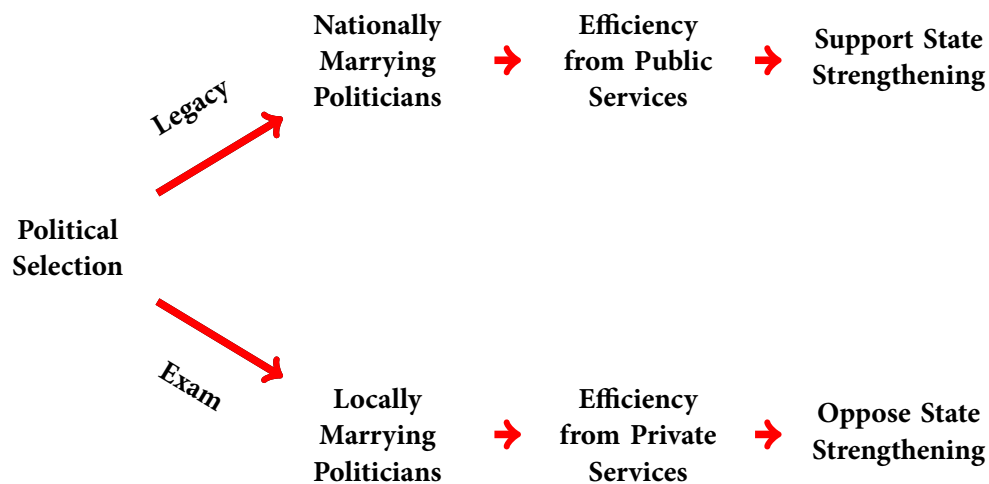 Political
Selection
Legacy
Nationally
Marrying
Politicians
Efficiency
from Public
Services
Support State
Strengthening
Exam
Locally
Marrying
Politicians
Efficiency
from Private
Services
Oppose State
Strengthening